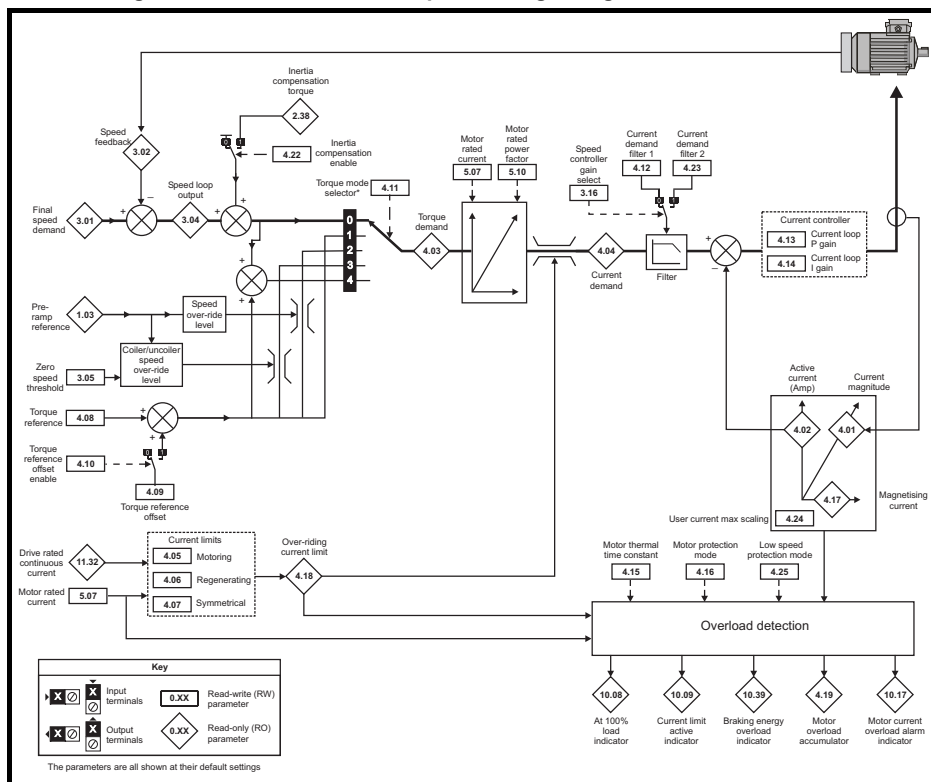 Inertia
compensation
torque
2.38
Speed
feedback
3.02
0 1
4.22
Inertia
compensation
enable
Torque mode
selector*
4.11
Motor
rated
current
5.07
Motor
rated
power
factor
5.10
Speed
controller
gain
select
3.16
Current
demand
filter 1
4.12
Current
demand
filter 2
4.23
0 1
Final
speed
demand
3.01
+
_
Speed loop
output
3.04
+
+
0
1
2
3
4
Torque
demand
4.03
4.04
Current
demand
Filter
+
_
Current controller
4.13
Current loop
P gain
4.14
Current loop
I gain
+
+
Pre-
ramp
reference
1.03
Speed
over-ride
level
Coiler/uncoiler
speed
over-ride
level
Zero
speed
threshold
3.05
Torque
reference
4.08
+
+
Torque
reference
offset
enable
4.10
0 1
4.09
Torque reference
offset
Active
current
(Amp)
4.02
Current
magnitude
4.01
4.17
Magnetising
current
User current max scaling
4.24
Drive rated
continuous
current
11.32
Motor rated
current
5.07
Current limits
4.05
Motoring
4.06
Regenerating
4.07
Symmetrical
Over-riding
current limit
4.18
Motor thermal
time constant
4.15
Motor protection
mode
4.16
Low speed
protection mode
4.25
Overload detection
10.08
At 100%
load
indicator
10.09
Current limit
active
indicator
10.39
Braking energy
overload
indicator
4.19
Motor
overload
accumulator
10.17
Motor current
overload alarm
indicator
Key
X
X
Input
terminals
0.XX
Read-write (RW)
parameter
X
X
Output
terminals
0.XX
Read-only (RO)
parameter
The parameters are all shown at their default settings